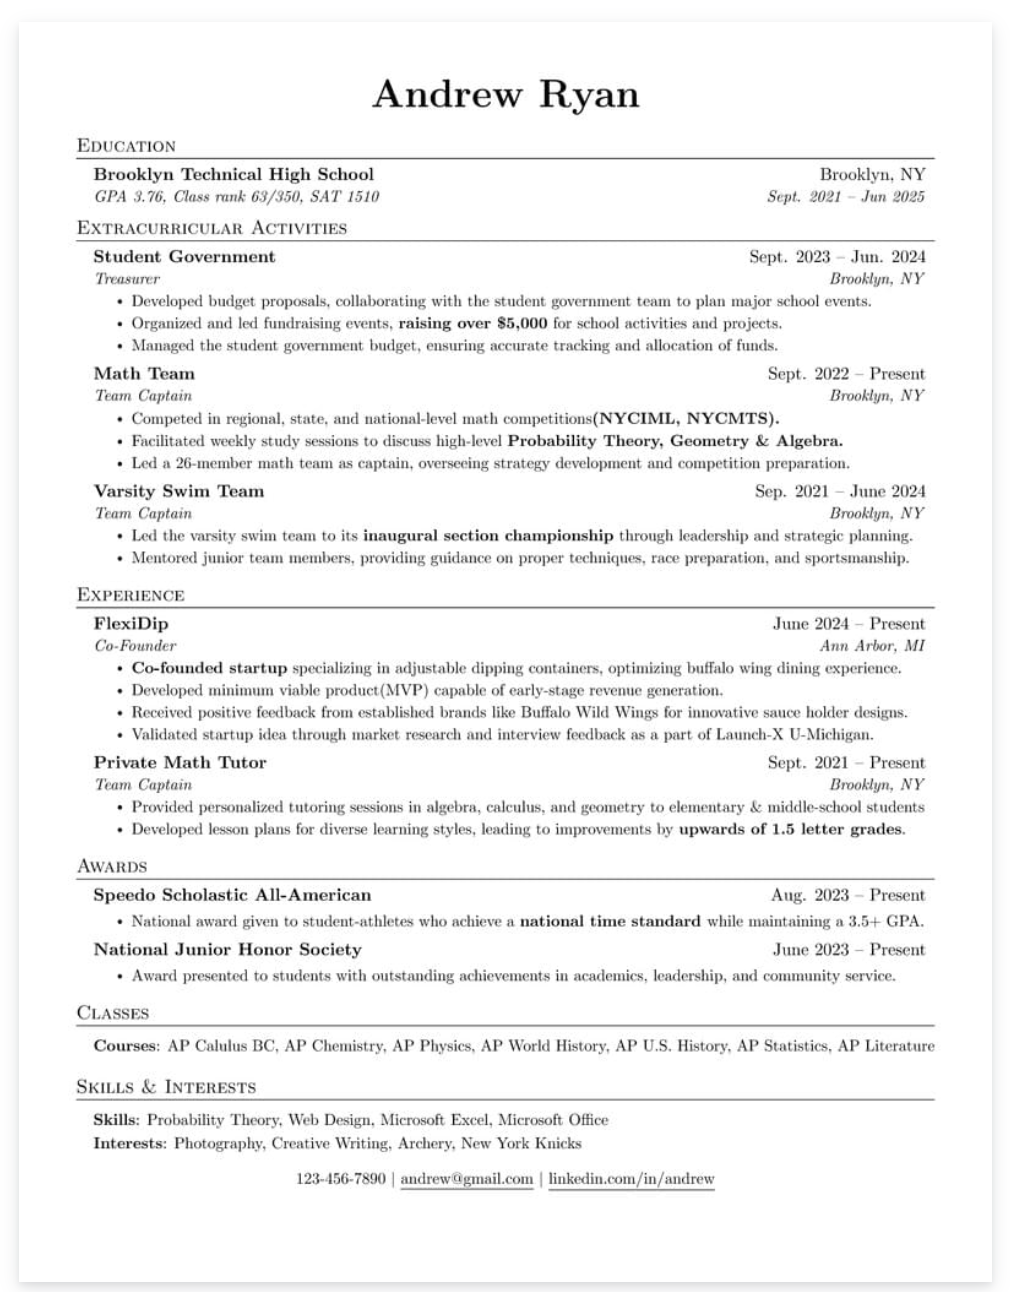 Andrew Ryan
Education
Brooklyn Technical High School Brooklyn, NY
GPA 3.76, Class rank 63/350, SAT 1510 Sept. 2021 – Jun 2025
Extracurricular Activities
Student Government Sept. 2023 – Jun. 2024
Treasurer Brooklyn, NY
• Developed budget proposals, collaborating with the student government team to plan major school events.
• Organized and led fundraising events, raising over $5,000 for school activities and projects.
• Managed the student government budget, ensuring accurate tracking and allocation of funds.
Math Team Sept. 2022 – Present
Team Captain Brooklyn, NY
• Competed in regional, state, and national-level math competitions(NYCIML, NYCMTS).
• Facilitated weekly study sessions to discuss high-level Probability Theory, Geometry & Algebra.
• Led a 26-member math team as captain, overseeing strategy development and competition preparation.
Varsity Swim Team Sep. 2021 – June 2024
Team Captain Brooklyn, NY
• Led the varsity swim team to its inaugural section championship through leadership and strategic planning.
• Mentored junior team members, providing guidance on proper techniques, race preparation, and sportsmanship.
Experience
FlexiDip June 2024 – Present
Co-Founder Ann Arbor, MI
• Co-founded startup specializing in adjustable dipping containers, optimizing buffalo wing dining experience.
• Developed minimum viable product(MVP) capable of early-stage revenue generation.
• Received positive feedback from established brands like Buffalo Wild Wings for innovative sauce holder designs.
• Validated startup idea through market research and interview feedback as a part of Launch-X U-Michigan.
Private Math Tutor Sept. 2021 – Present
Team Captain Brooklyn, NY
• Provided personalized tutoring sessions in algebra, calculus, and geometry to elementary & middle-school students
• Developed lesson plans for diverse learning styles, leading to improvements by upwards of 1.5 letter grades.
Awards
Speedo Scholastic All-American Aug. 2023 – Present
• National award given to student-athletes who achieve a national time standard while maintaining a 3.5+ GPA.
National Junior Honor Society June 2023 – Present
• Award presented to students with outstanding achievements in academics, leadership, and community service.
Classes
Courses: AP Calulus BC, AP Chemistry, AP Physics, AP World History, AP U.S. History, AP Statistics, AP Literature
Skills & Interests
Skills: Probability Theory, Web Design, Microsoft Excel, Microsoft Office
Interests: Photography, Creative Writing, Archery, New York Knicks
123-456-7890 | andrew@gmail.com | linkedin.com/in/andrew